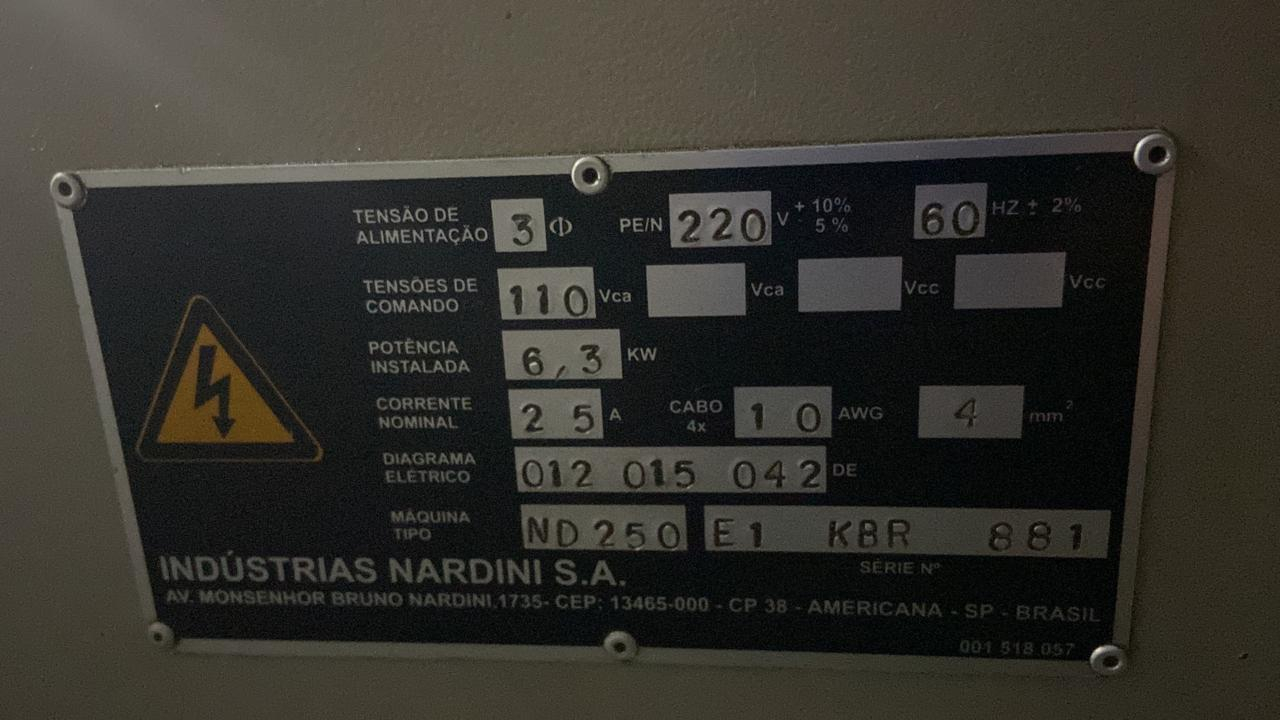 TENSÃO DE ALIMENTAÇÃO 3 Φ PE/N 220 V + 10% - 5% 60 HZ ± 2%
TENSÕES DE COMANDO 110 Vca Vca Vcc Vcc
POTÊNCIA INSTALADA 6,3 KW
CORRENTE NOMINAL 25 A CABO 4x 10 AWG 4 mm²
DIAGRAMA ELÉTRICO 012 015 042 DE
MÁQUINA TIPO ND 250 E1 KBR 881
SÉRIE Nº
INDÚSTRIAS NARDINI S.A.
AV. MONSENHOR BRUNO NARDINI,1735- CEP: 13465-000 - CP 38 - AMERICANA - SP - BRASIL
001 518 057